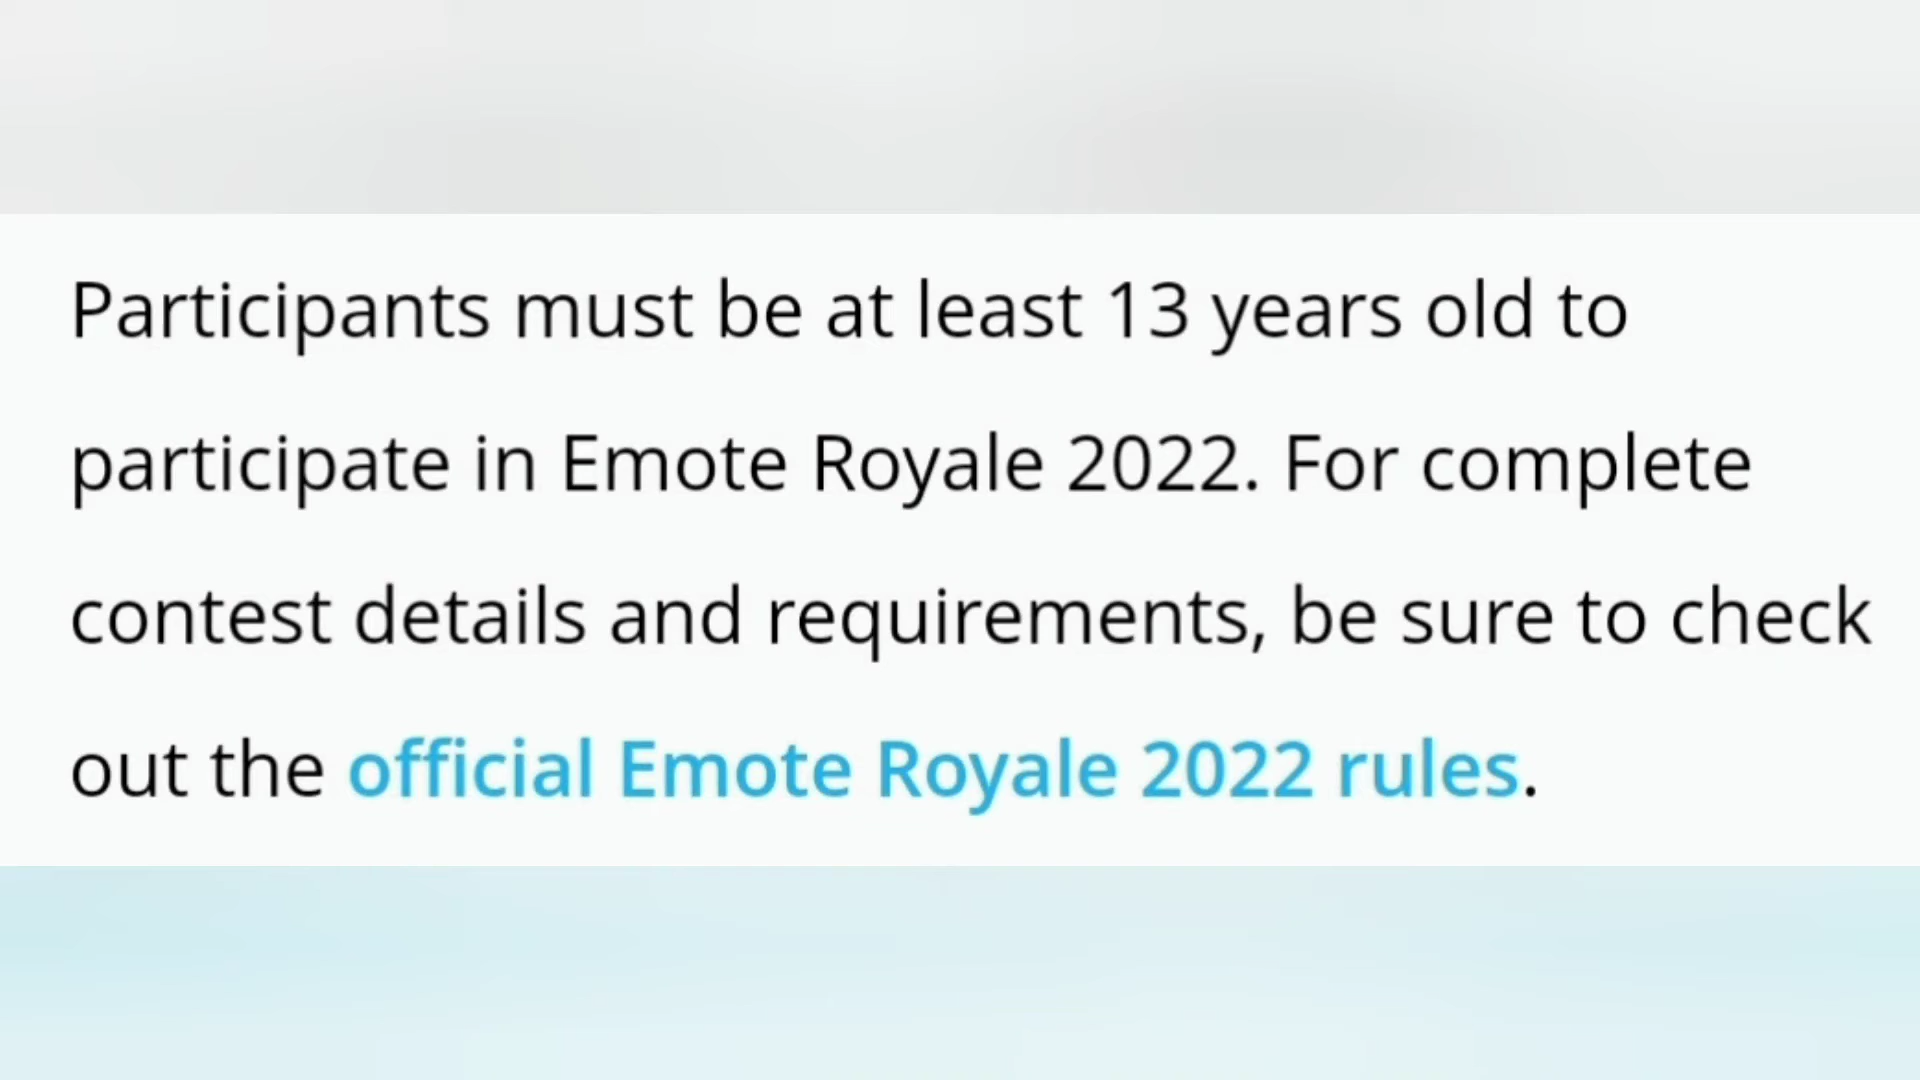 Participants must be at least 13 years old to
participate in Emote Royale 2022. For complete
contest details and requirements, be sure to check
out the official Emote Royale 2022 rules.